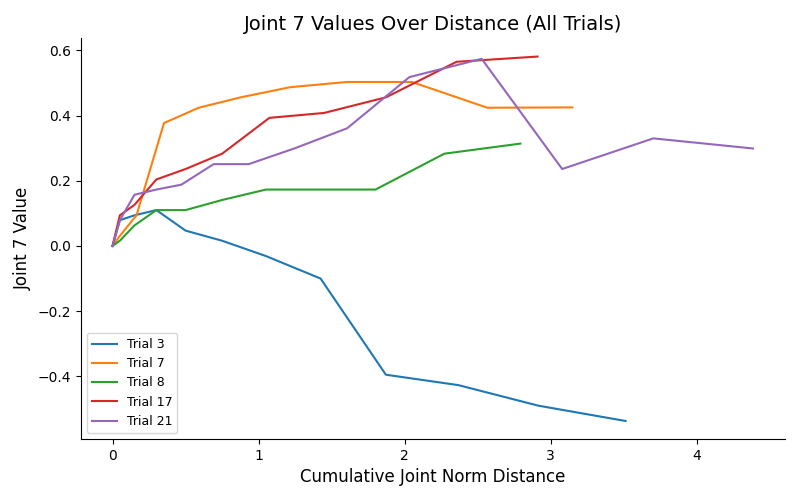 Joint 7 Values Over Distance (All Trials)
Joint 7 Value
0.6
0.4
0.2
0.0
−0.2
−0.4
Trial 3
Trial 7
Trial 8
Trial 17
Trial 21
0 1 2 3 4
Cumulative Joint Norm Distance